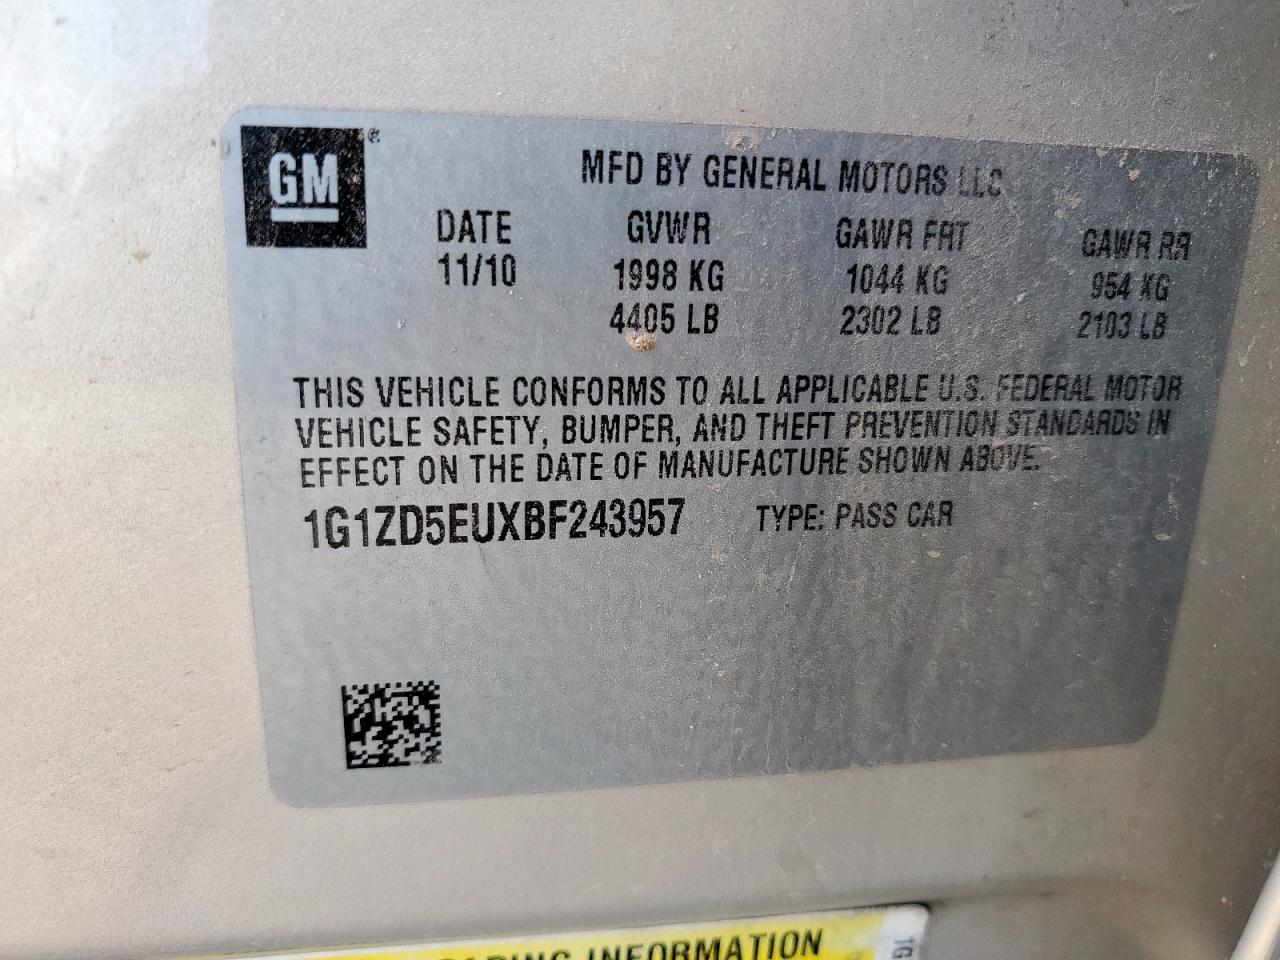 GM ®
MFD BY GENERAL MOTORS LLC
DATE GVWR GAWR FRT GAWR RR
11/10 1998 KG 1044 KG 954 KG
4405 LB 2302 LB 2103 LB
THIS VEHICLE CONFORMS TO ALL APPLICABLE U.S. FEDERAL MOTOR
VEHICLE SAFETY, BUMPER, AND THEFT PREVENTION STANDARDS IN
EFFECT ON THE DATE OF MANUFACTURE SHOWN ABOVE.
1G1ZD5EUXBF243957 TYPE: PASS CAR
INFORMATION
1G